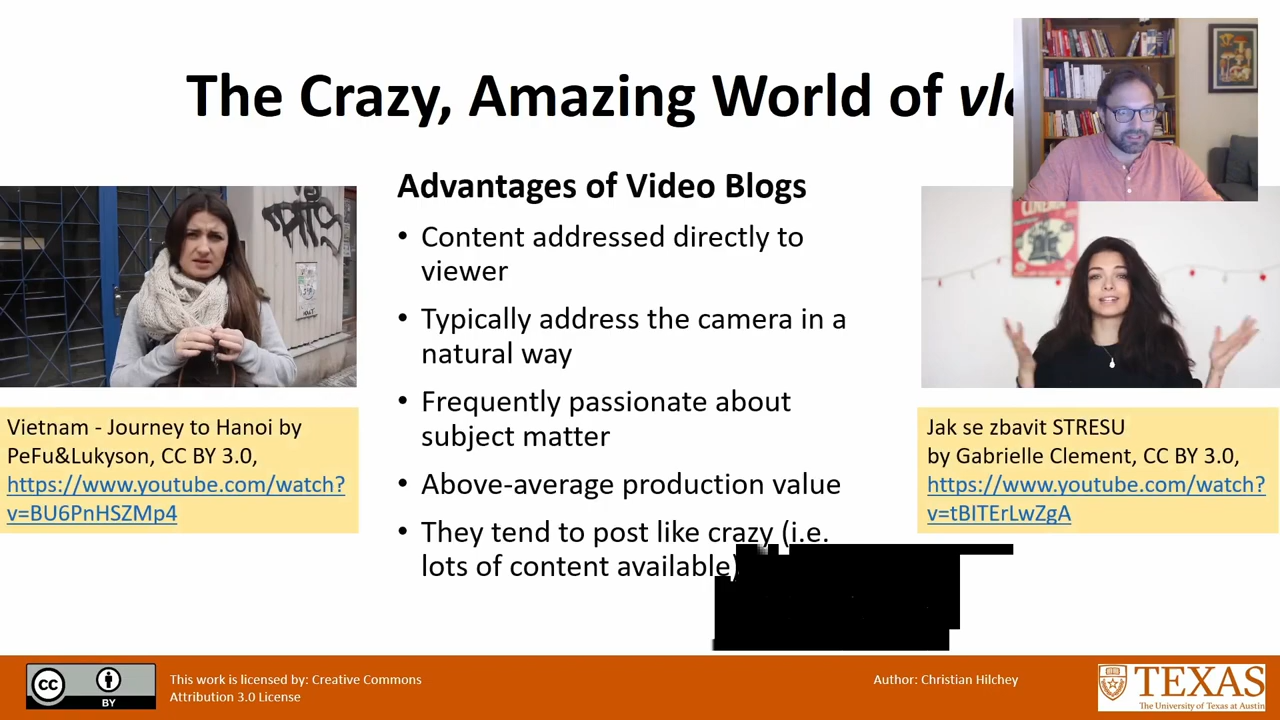 The Crazy, Amazing World of
Advantages of Video Blogs
• Content addressed directly to
viewer
• Typically address the camera in a
natural way
• Frequently passionate about
subject matter
• Above-average production value
• They tend to post like crazy (i.e.
lots of content available)
Vietnam - Journey to Hanoi by
PeFu&Lukyson, CC BY 3.0,
https://www.youtube.com/watch?
v=BU6PnHSZMp4
Jak se zbavit STRESU
by Gabrielle Clement, CC BY 3.0,
https://www.youtube.com/watch?
v=tBITErLwZgA
CC BY
This work is licensed by: Creative Commons
Attribution 3.0 License
Author: Christian Hilchey
TEXAS
The University of Texas at Austin